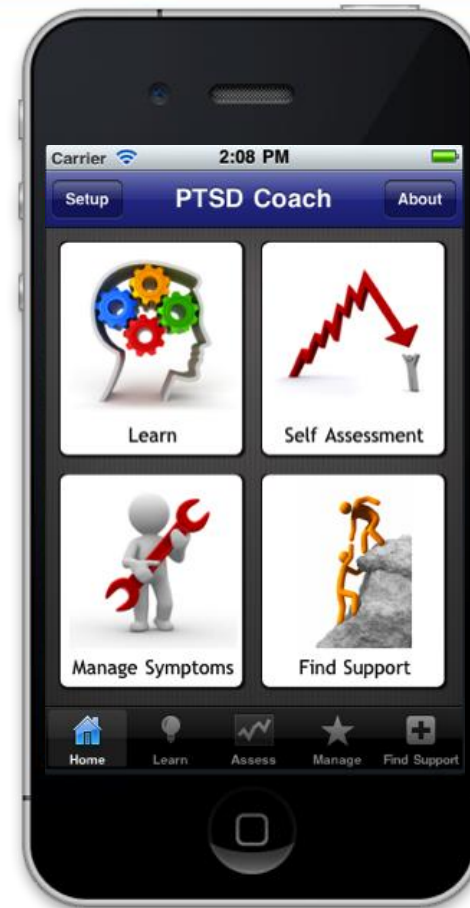 Carrier 2:08 PM
Setup PTSD Coach About
Learn Self Assessment
Manage Symptoms Find Support
Home Learn Assess Manage Find Support